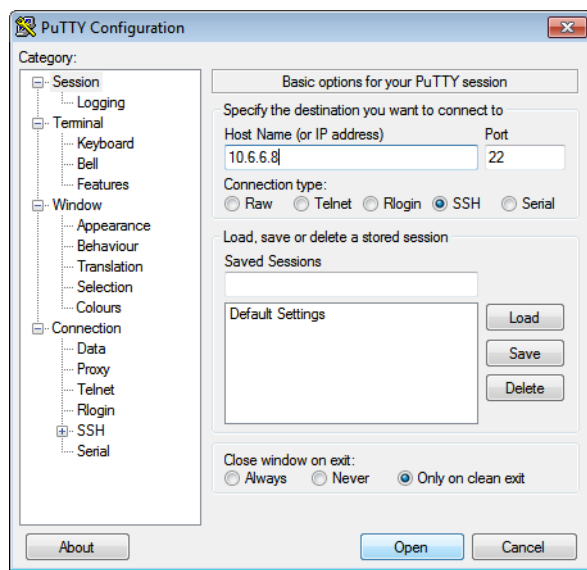 PuTTY Configuration
Category:
Session
Logging
Terminal
Keyboard
Bell
Features
Window
Appearance
Behaviour
Translation
Selection
Colours
Connection
Data
Proxy
Telnet
Rlogin
SSH
Serial
Basic options for your PuTTY session
Specify the destination you want to connect to
Host Name (or IP address) Port
10.6.6.8 22
Connection type:
Raw Telnet Rlogin SSH Serial
Load, save or delete a stored session
Saved Sessions
Default Settings
Load
Save
Delete
Close window on exit:
Always Never Only on clean exit
About Open Cancel